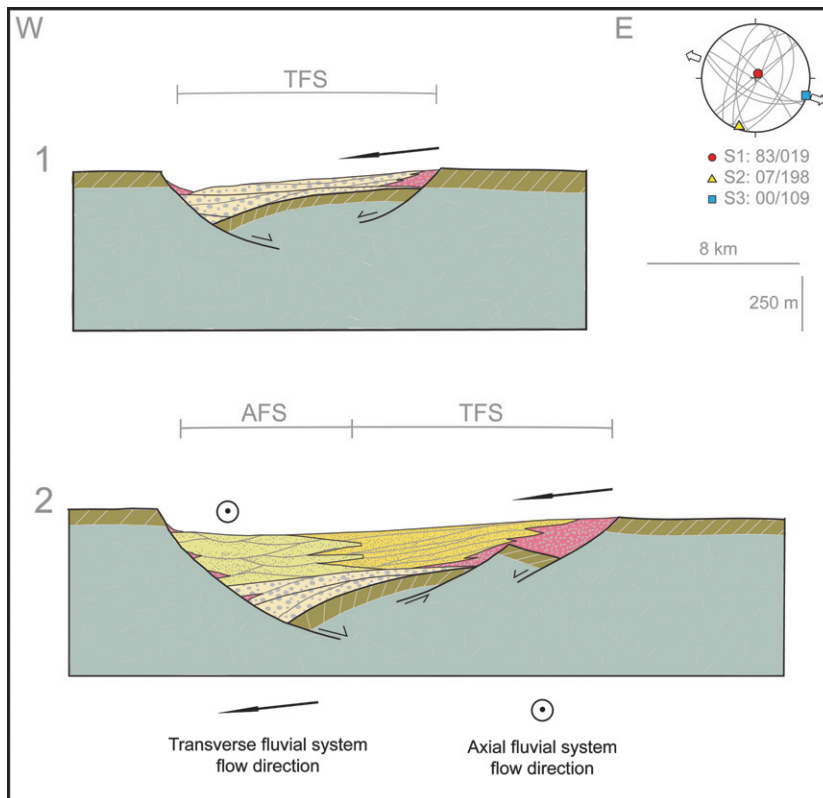 W
E
TFS
1
S1: 83/019
S2: 07/198
S3: 00/109
8 km
250 m
AFS
TFS
2
Transverse fluvial system
flow direction
Axial fluvial system
flow direction